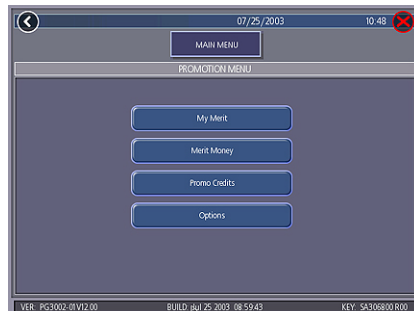 07/25/2003 10:48
MAIN MENU
PROMOTION MENU
My Merit
Merit Money
Promo Credits
Options
VER: PG3002-01V12.00 BUILD: Jul 25 2003 08:59:43 KEY: SA306800 R00